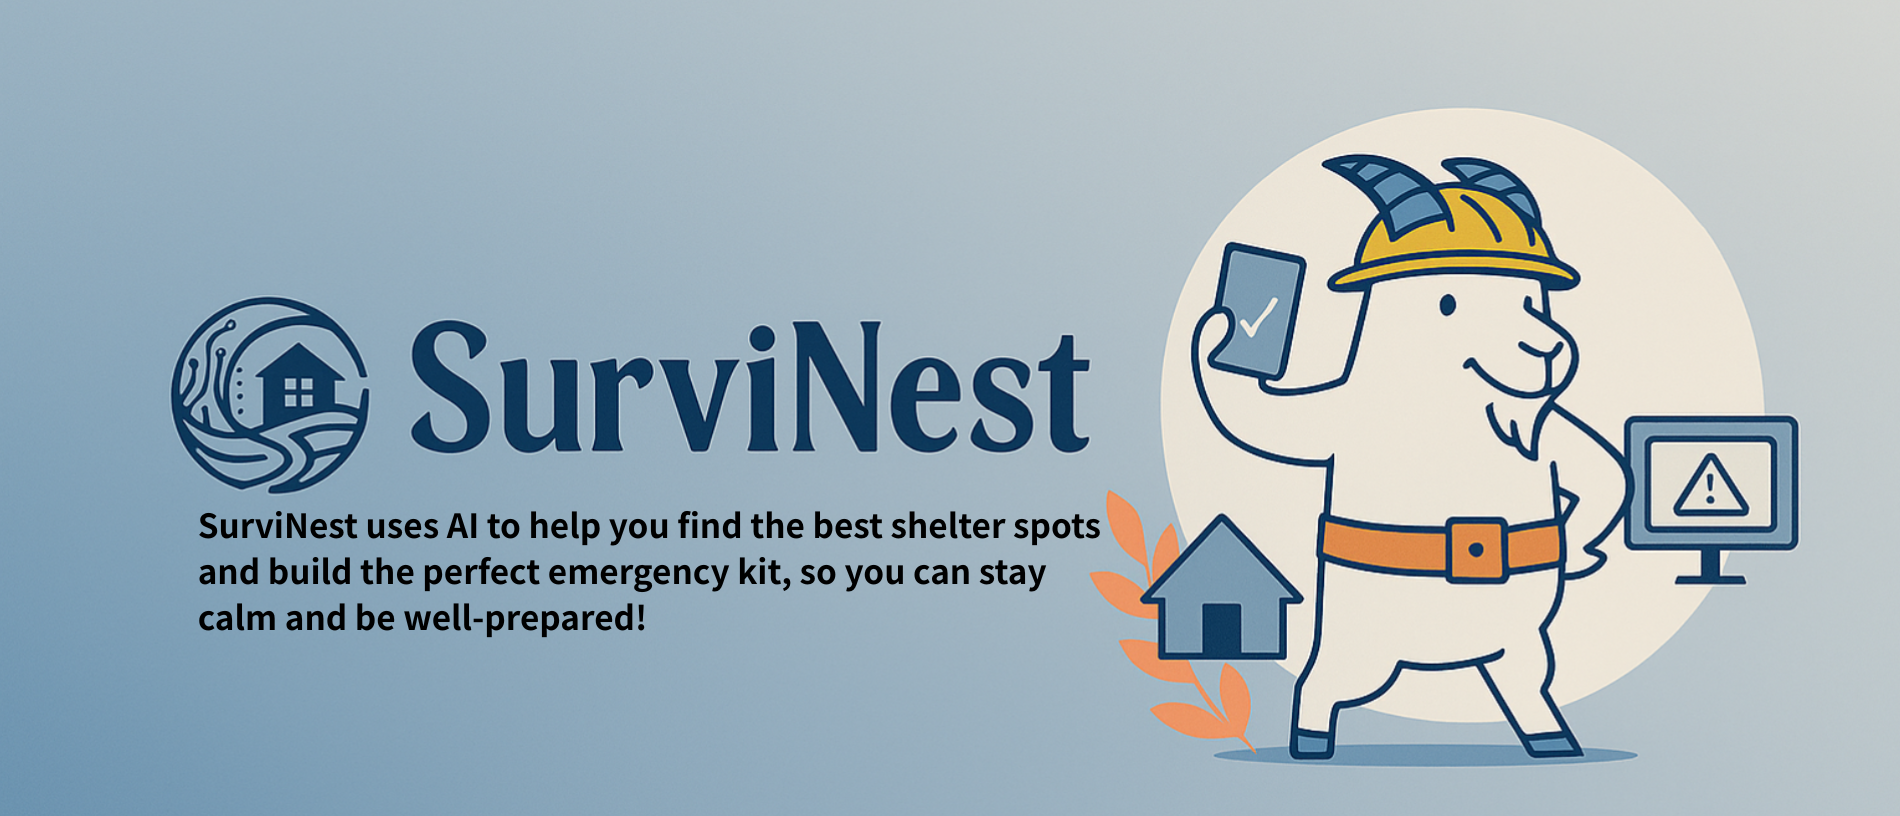 SurviNest
SurviNest uses AI to help you find the best shelter spots
and build the perfect emergency kit, so you can stay
calm and be well-prepared!
!